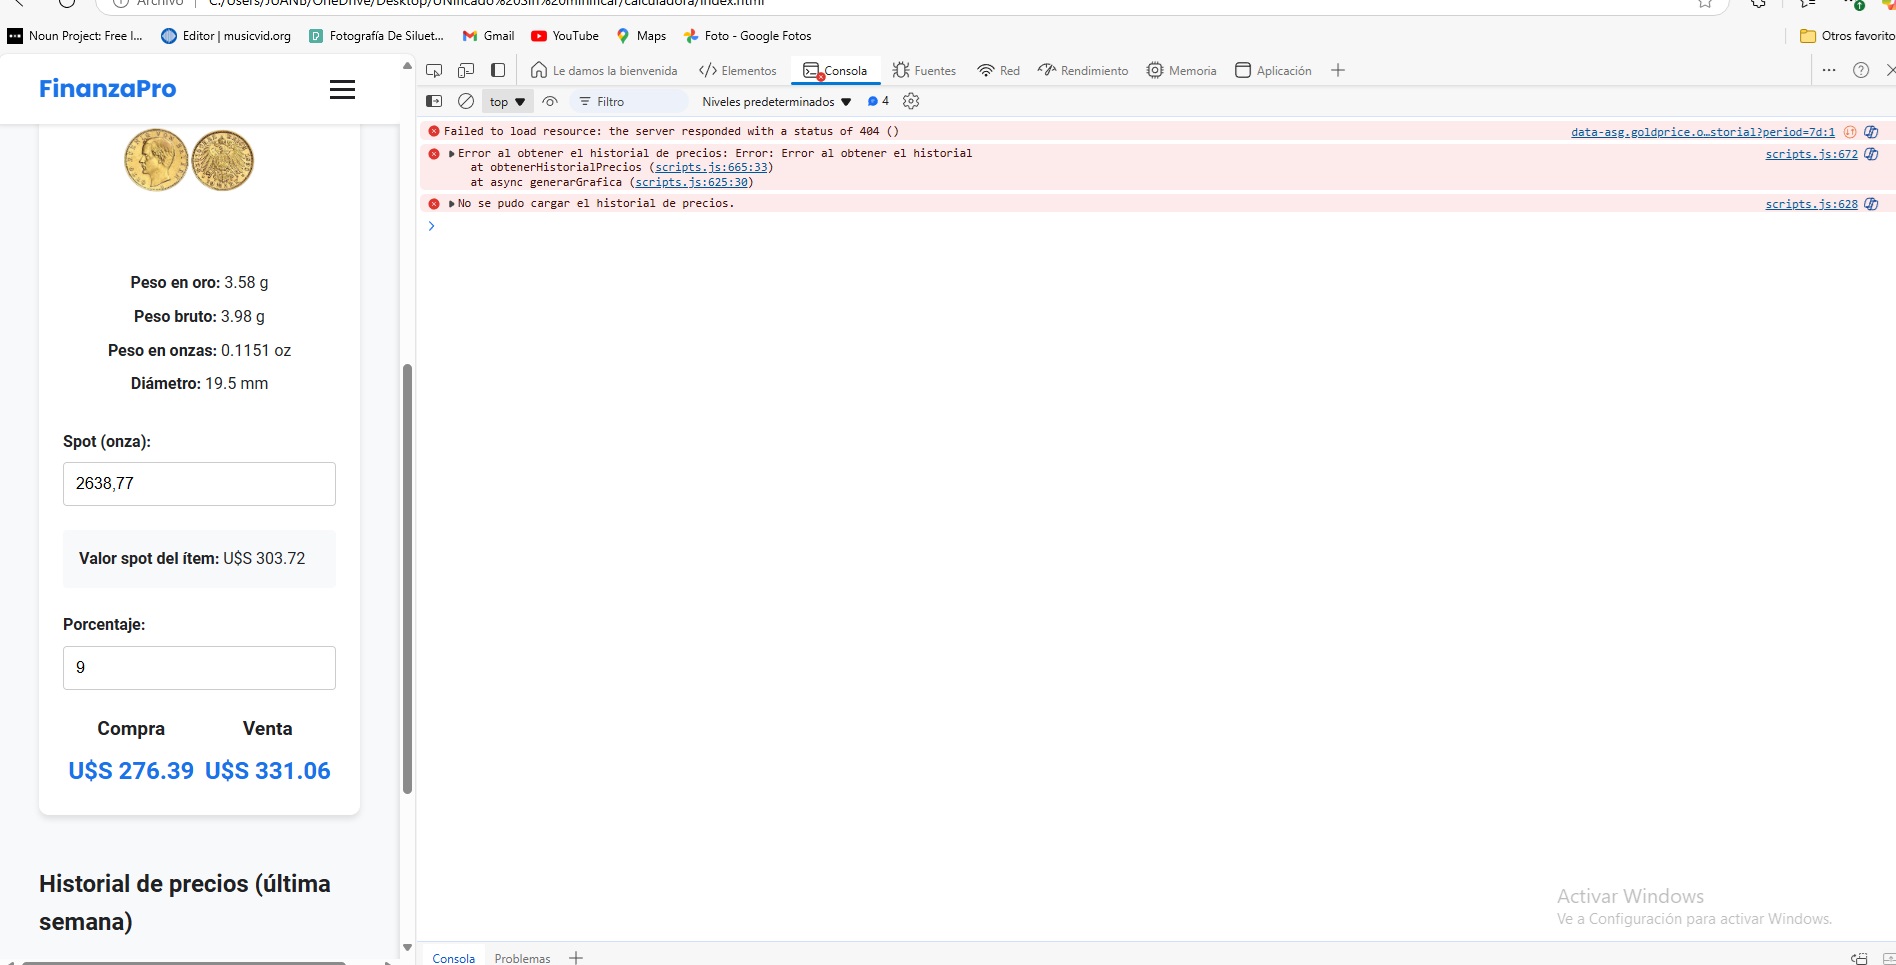 Archivo C:/Users/JUANB/OneDrive/Desktop/UNificado%20Sin%20minificar/calculadora/index.html
Noun Project: Free I... Editor | musicvid.org Fotografía De Siluet... Gmail YouTube Maps Foto - Google Fotos Otros favorito
FinanzaPro
Peso en oro: 3.58 g
Peso bruto: 3.98 g
Peso en onzas: 0.1151 oz
Diámetro: 19.5 mm
Spot (onza):
2638,77
Valor spot del ítem: U$S 303.72
Porcentaje:
9
Compra Venta
U$S 276.39 U$S 331.06
Historial de precios (última
semana)
Le damos la bienvenida </> Elementos Consola Fuentes Red Rendimiento Memoria Aplicación
top Filtro Niveles predeterminados 4
Failed to load resource: the server responded with a status of 404 () data-asg.goldprice.o…storial?period=7d:1
Error al obtener el historial de precios: Error: Error al obtener el historial scripts.js:672
at obtenerHistorialPrecios (scripts.js:665:33)
at async generarGrafica (scripts.js:625:30)
No se pudo cargar el historial de precios. scripts.js:628
Activar Windows
Ve a Configuración para activar Windows.
Consola Problemas